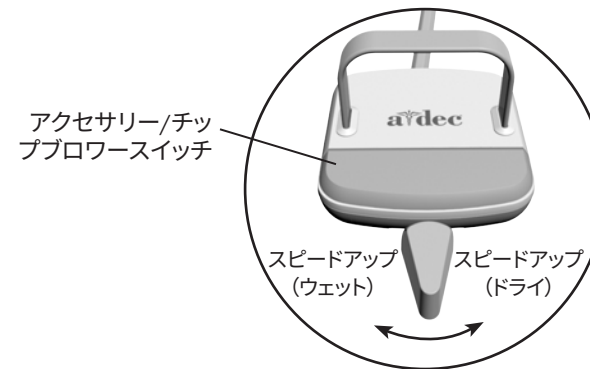 アクセサリー/チッ
プブロワースイッチ
a dec
スピードアップ
（ウェット）
スピードアップ
（ドライ）